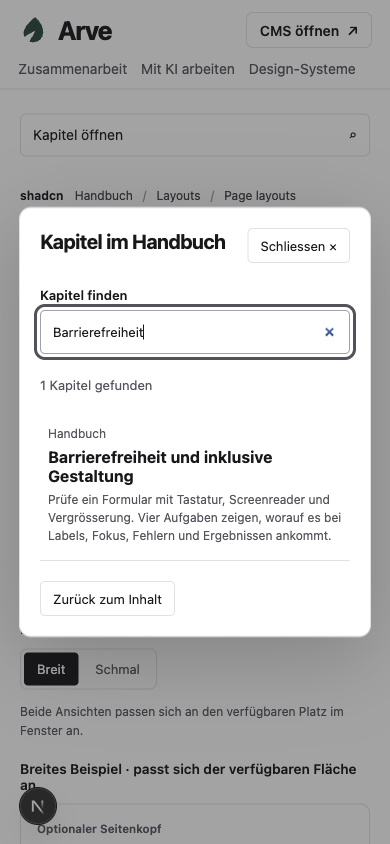 Arve
CMS öffnen ↗
Zusammenarbeit Mit KI arbeiten Design-Systeme
Kapitel öffnen
shadcn Handbuch / Layouts / Page layouts
Kapitel im Handbuch
Schliessen ×
Kapitel finden
Barrierefreiheit
1 Kapitel gefunden
Handbuch
Barrierefreiheit und inklusive
Gestaltung
Prüfe ein Formular mit Tastatur, Screenreader und
Vergrösserung. Vier Aufgaben zeigen, worauf es bei
Labels, Fokus, Fehlern und Ergebnissen ankommt.
Zurück zum Inhalt
Breit Schmal
Beide Ansichten passen sich an den verfügbaren Platz im
Fenster an.
Breites Beispiel · passt sich der verfügbaren Fläche
an
N
Optionaler Seitenkopf